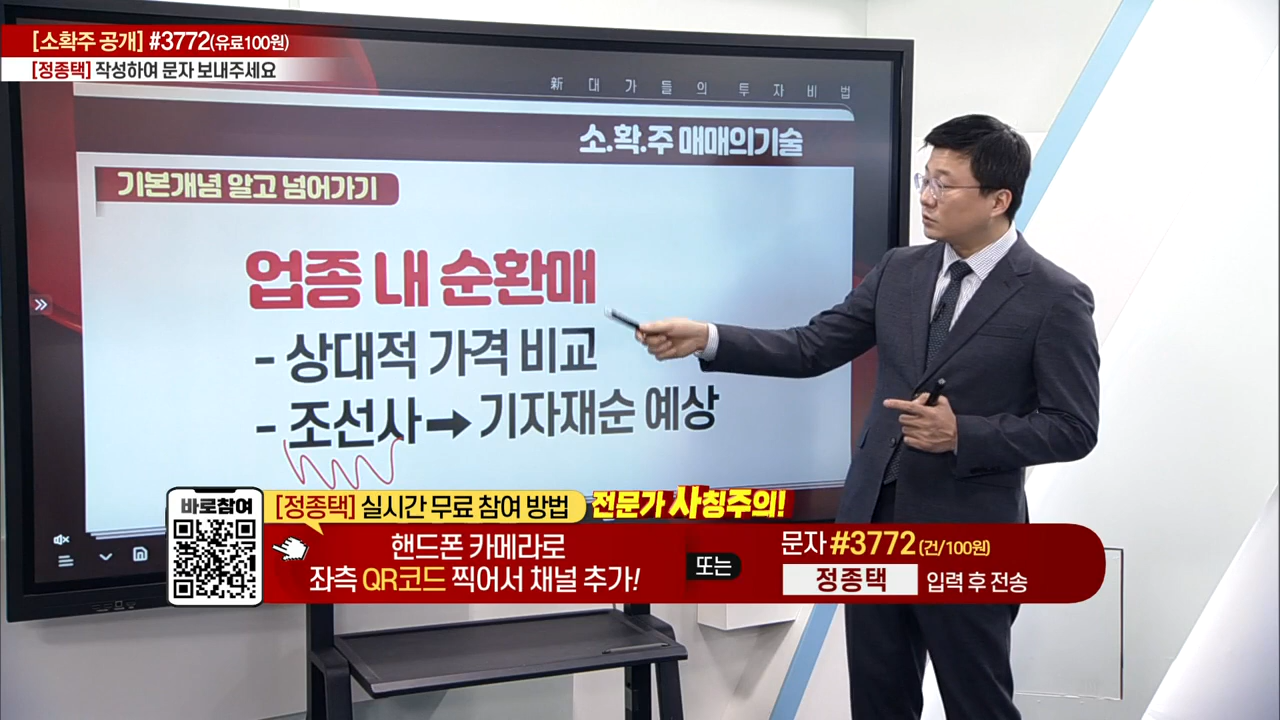 [소확주 공개] #3772(유료100원)
[정종택] 작성하여 문자 보내주세요
新 대가들의 투자비법
소.확.주 매매의기술
기본개념 알고 넘어가기
업종 내 순환매
- 상대적 가격 비교
- 조선사➡기자재순 예상
바로참여
[정종택] 실시간 무료 참여 방법
전문가 사칭주의!
핸드폰 카메라로
좌측 QR코드 찍어서 채널 추가!
또는
문자 #3772 (건/100원)
정종택 입력 후 전송